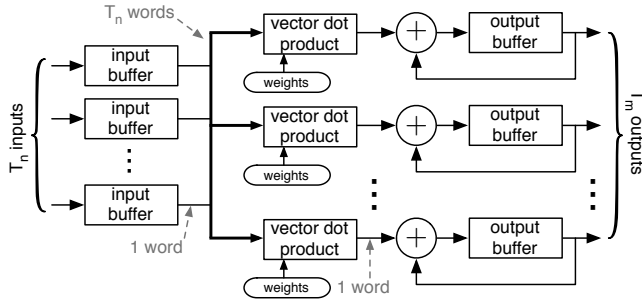 T_n words
input
buffer
input
buffer
input
buffer
T_n inputs
1 word
vector dot
product
weights
output
buffer
vector dot
product
weights
output
buffer
vector dot
product
weights
1 word
output
buffer
T_m outputs